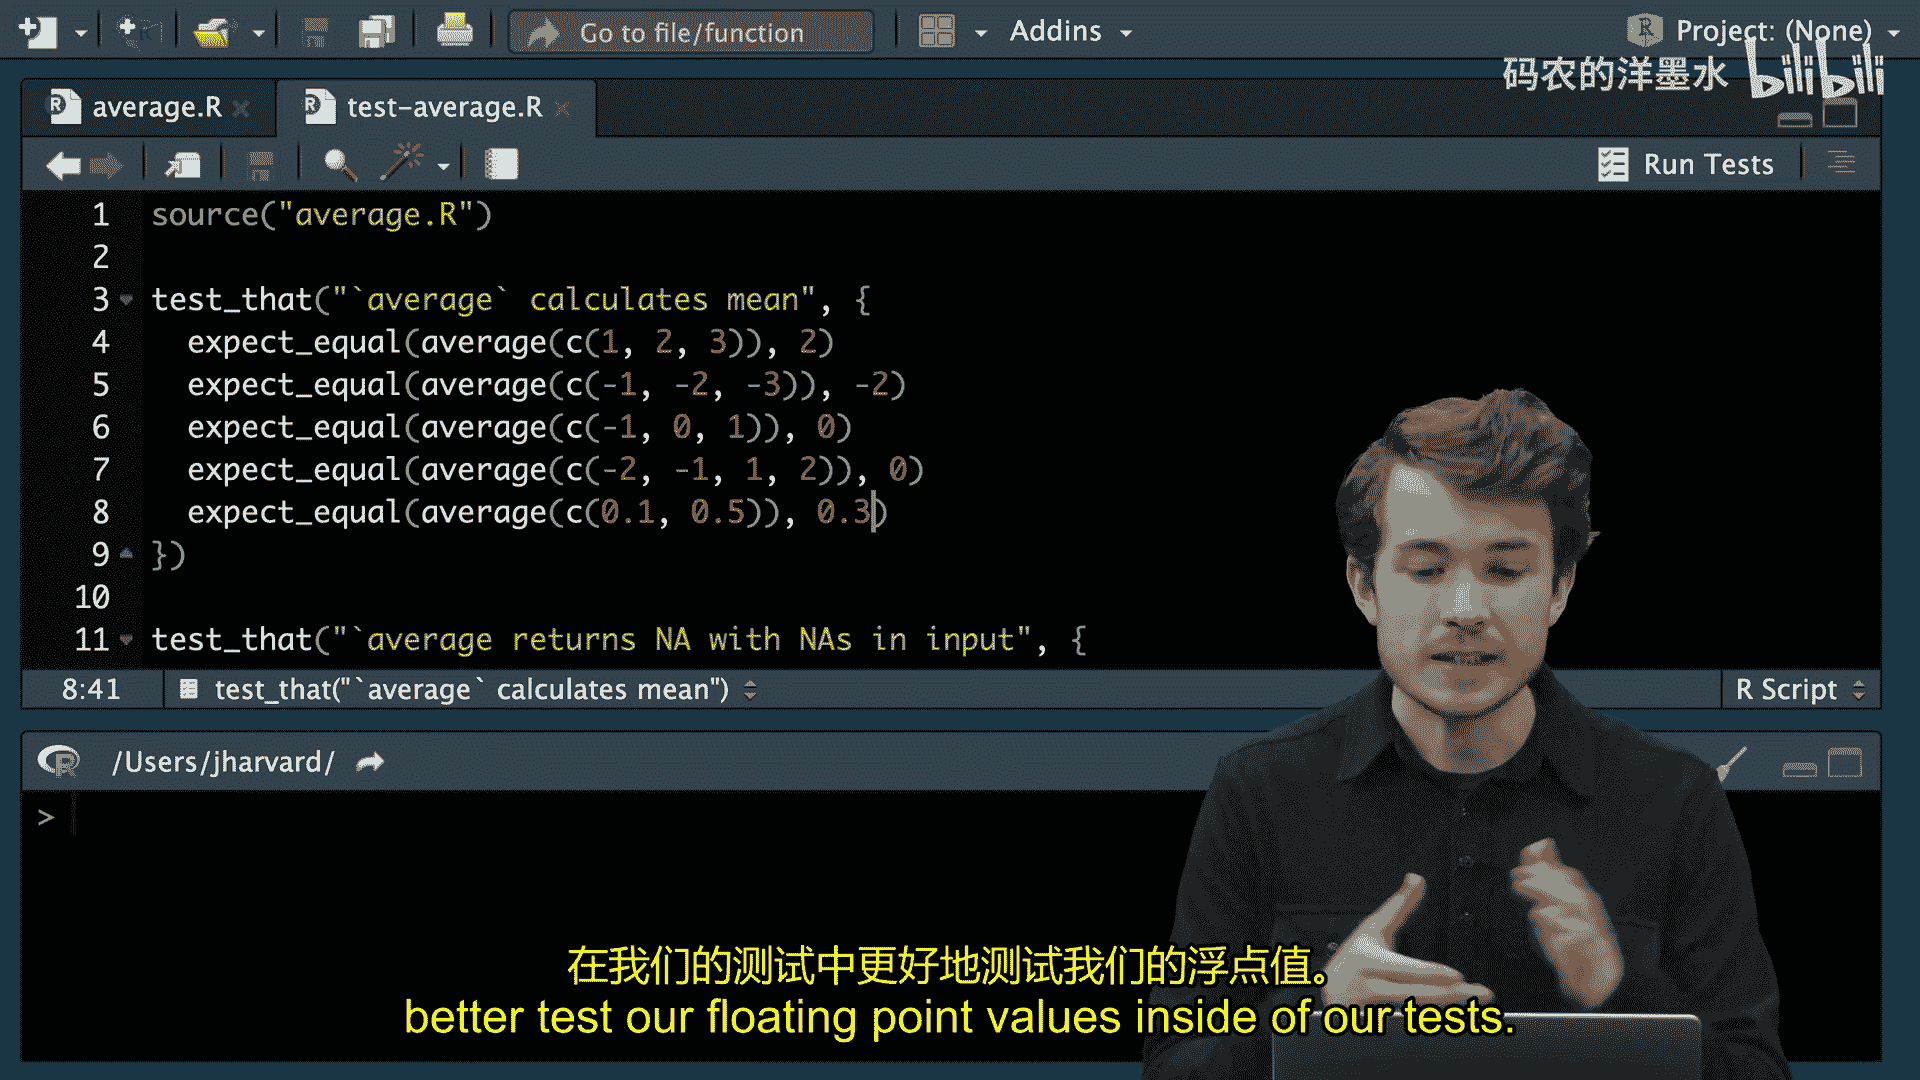 Go to file/function
Addins
Project: (None)
码农的洋墨水 bilibili
average.R
test-average.R
Run Tests
1 source("average.R")
2
3 test_that("`average` calculates mean", {
4 expect_equal(average(c(1, 2, 3)), 2)
5 expect_equal(average(c(-1, -2, -3)), -2)
6 expect_equal(average(c(-1, 0, 1)), 0)
7 expect_equal(average(c(-2, -1, 1, 2)), 0)
8 expect_equal(average(c(0.1, 0.5)), 0.3)
9 })
10
11 test_that("`average returns NA with NAs in input", {
8:41 test_that("`average` calculates mean") R Script
R /Users/jharvard/
>
在我们的测试中更好地测试我们的浮点值。
better test our floating point values inside of our tests.